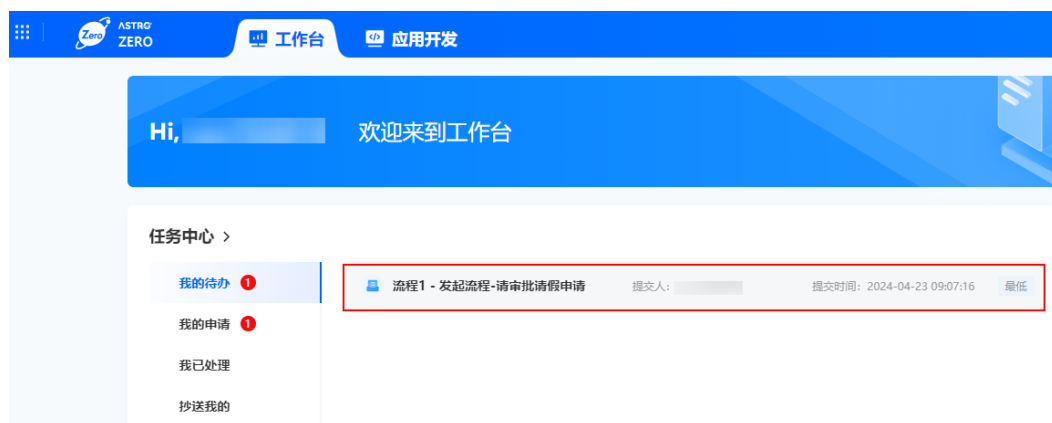 Zero ASTRO ZERO 工作台 应用开发
Hi, 欢迎来到工作台
任务中心 >
我的待办 1
流程1 - 发起流程-请审批请假申请 提交人: 提交时间: 2024-04-23 09:07:16 最低
我的申请 1
我已处理
抄送我的